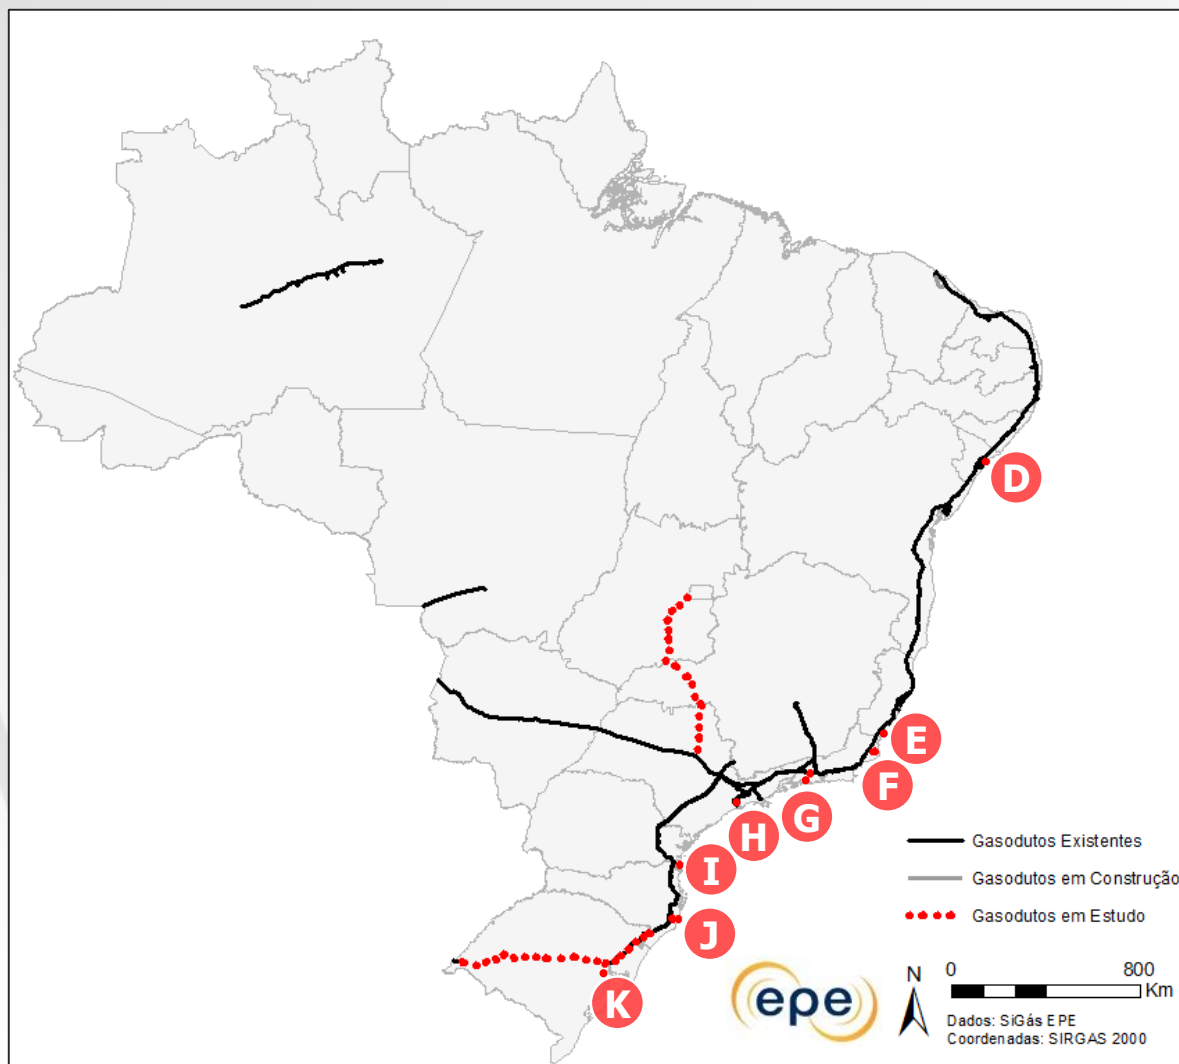 D
E
F
G
H
I
J
K
Gasodutos Existentes
Gasodutos em Construção
Gasodutos em Estudo
epe
N
0 800
Km
Dados: SiGás EPE
Coordenadas: SIRGAS 2000